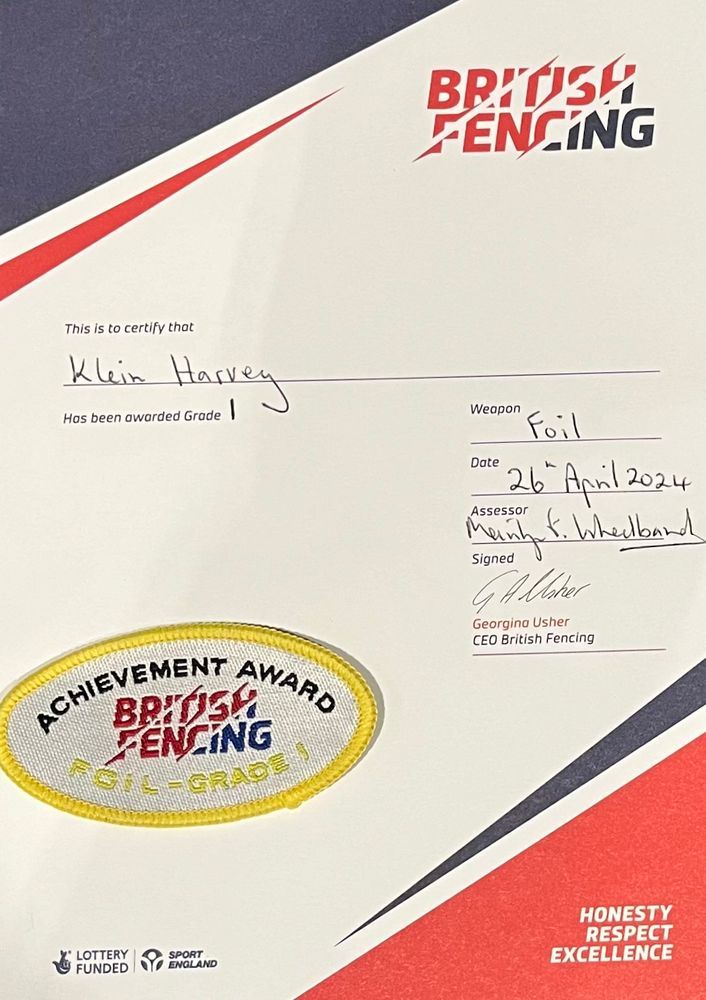 BRITISH
FENCING
This is to certify that
Klein Harvey
Has been awarded Grade 1
Weapon Foil
Date 26th April 2024
Assessor
F. Wheelband
Signed
G A Usher
Georgina Usher
CEO British Fencing
ACHIEVEMENT AWARD
BRITISH
FENCING
FOIL-GRADE 1
HONESTY
RESPECT
EXCELLENCE
LOTTERY FUNDED
SPORT ENGLAND